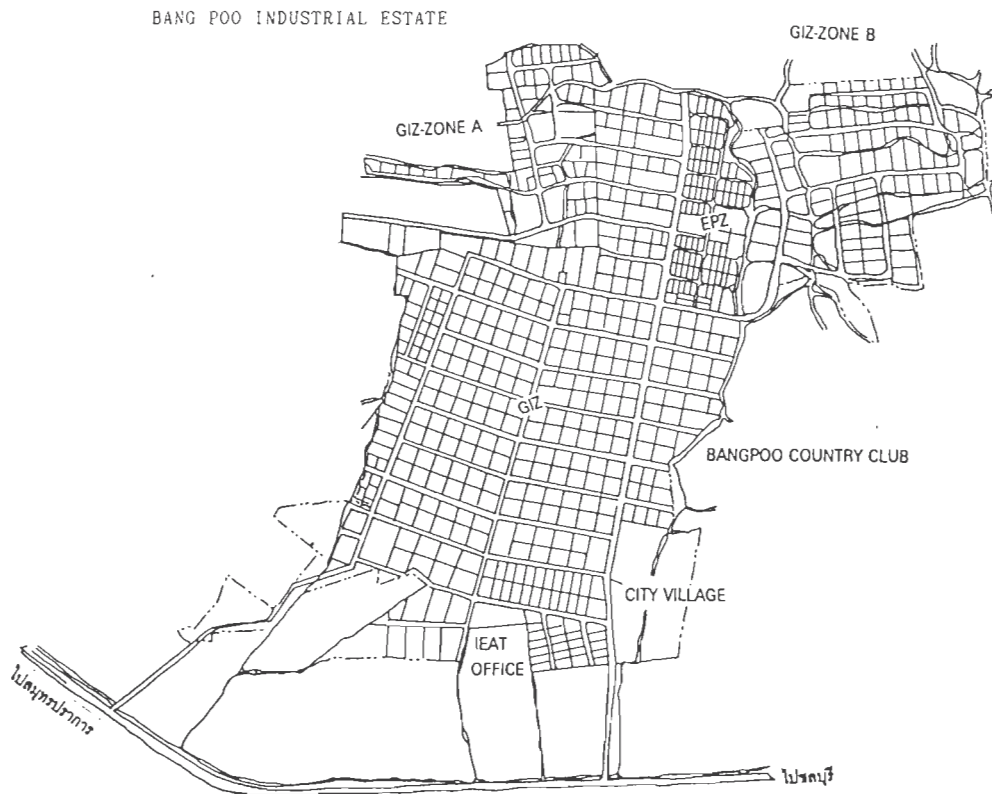 BANG POO INDUSTRIAL ESTATE
GIZ-ZONE B
GIZ-ZONE A
EPZ
GIZ
BANGPOO COUNTRY CLUB
CITY VILLAGE
IEAT
OFFICE
ไปสมุทรปราการ
ไปชลบุรี